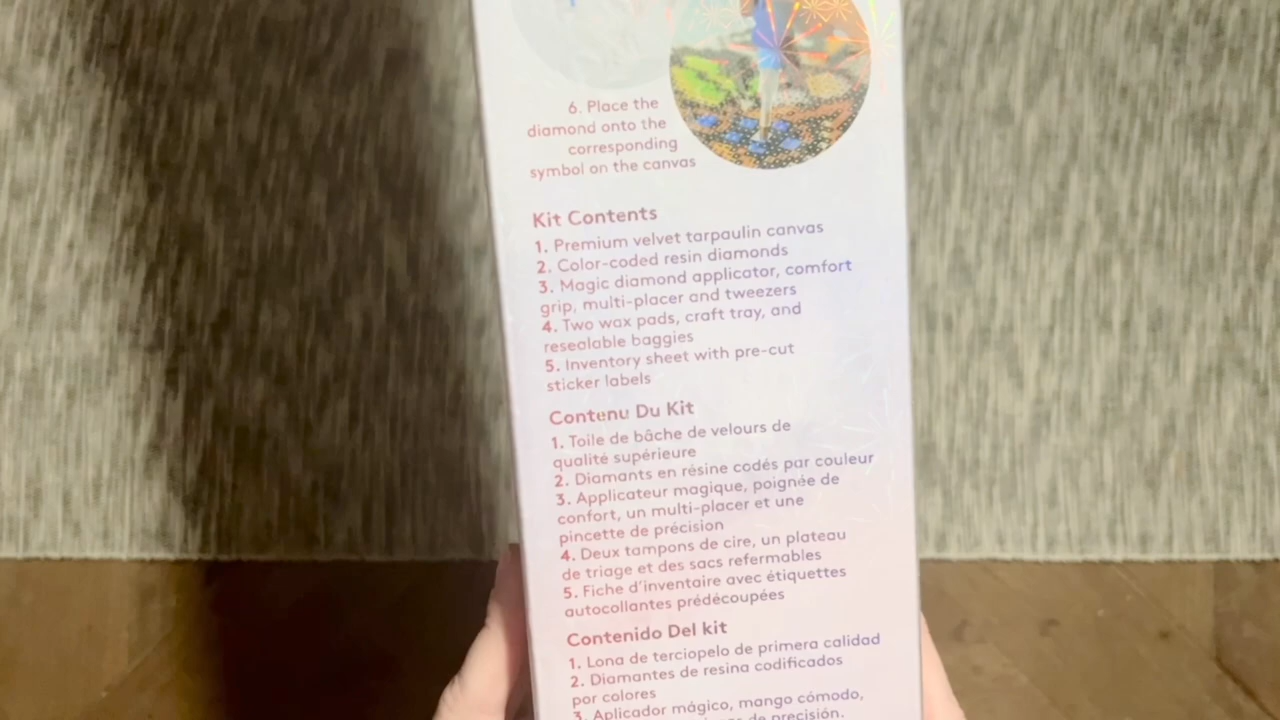 6. Place the
diamond onto the
corresponding
symbol on the canvas
Kit Contents
1. Premium velvet tarpaulin canvas
2. Color-coded resin diamonds
3. Magic diamond applicator, comfort
grip, multi-placer and tweezers
4. Two wax pads, craft tray, and
resealable baggies
5. Inventory sheet with pre-cut
sticker labels
Contenu Du Kit
1. Toile de bâche de velours de
qualité supérieure
2. Diamants en résine codés par couleur
3. Applicateur magique, poignée de
confort, un multi-placer et une
pincette de précision
4. Deux tampons de cire, un plateau
de triage et des sacs refermables
5. Fiche d'inventaire avec étiquettes
autocollantes prédécoupées
Contenido Del kit
1. Lona de terciopelo de primera calidad
2. Diamantes de resina codificados
por colores
3. Aplicador mágico, mango cómodo,
de precisión.